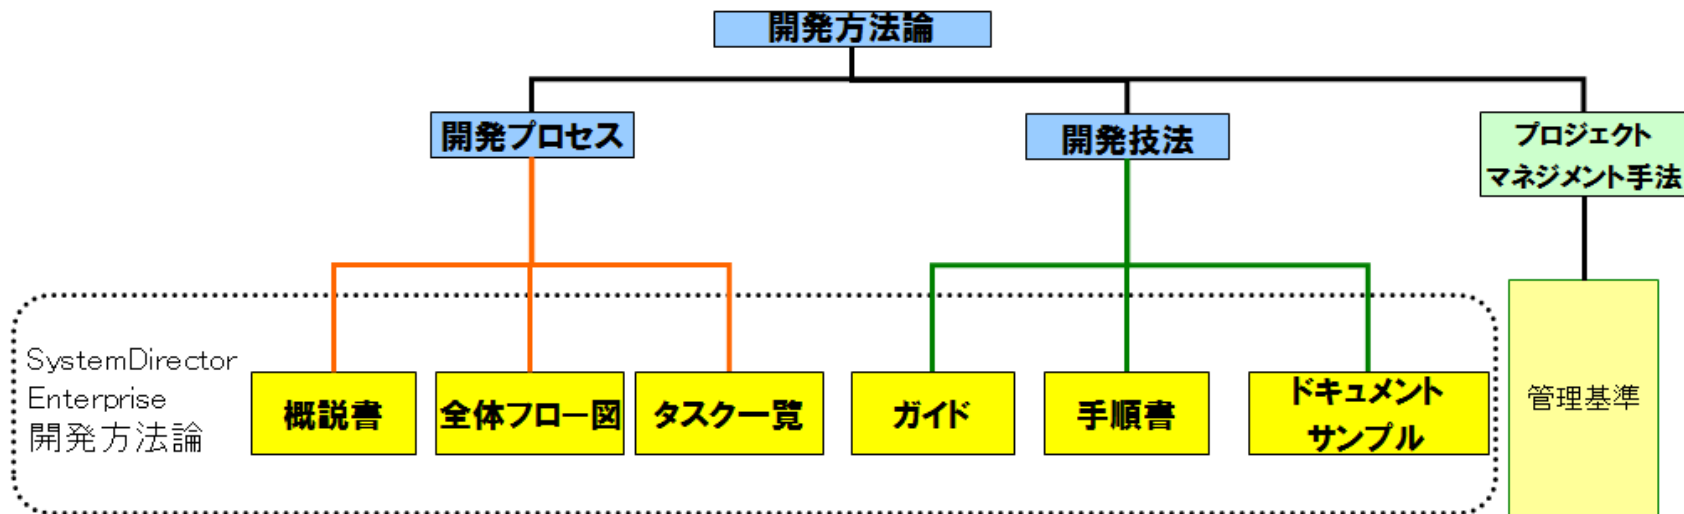 開発方法論
開発プロセス
開発技法
プロジェクト
マネジメント手法
SystemDirector
Enterprise
開発方法論
概説書
全体フロー図
タスク一覧
ガイド
手順書
ドキュメント
サンプル
管理基準